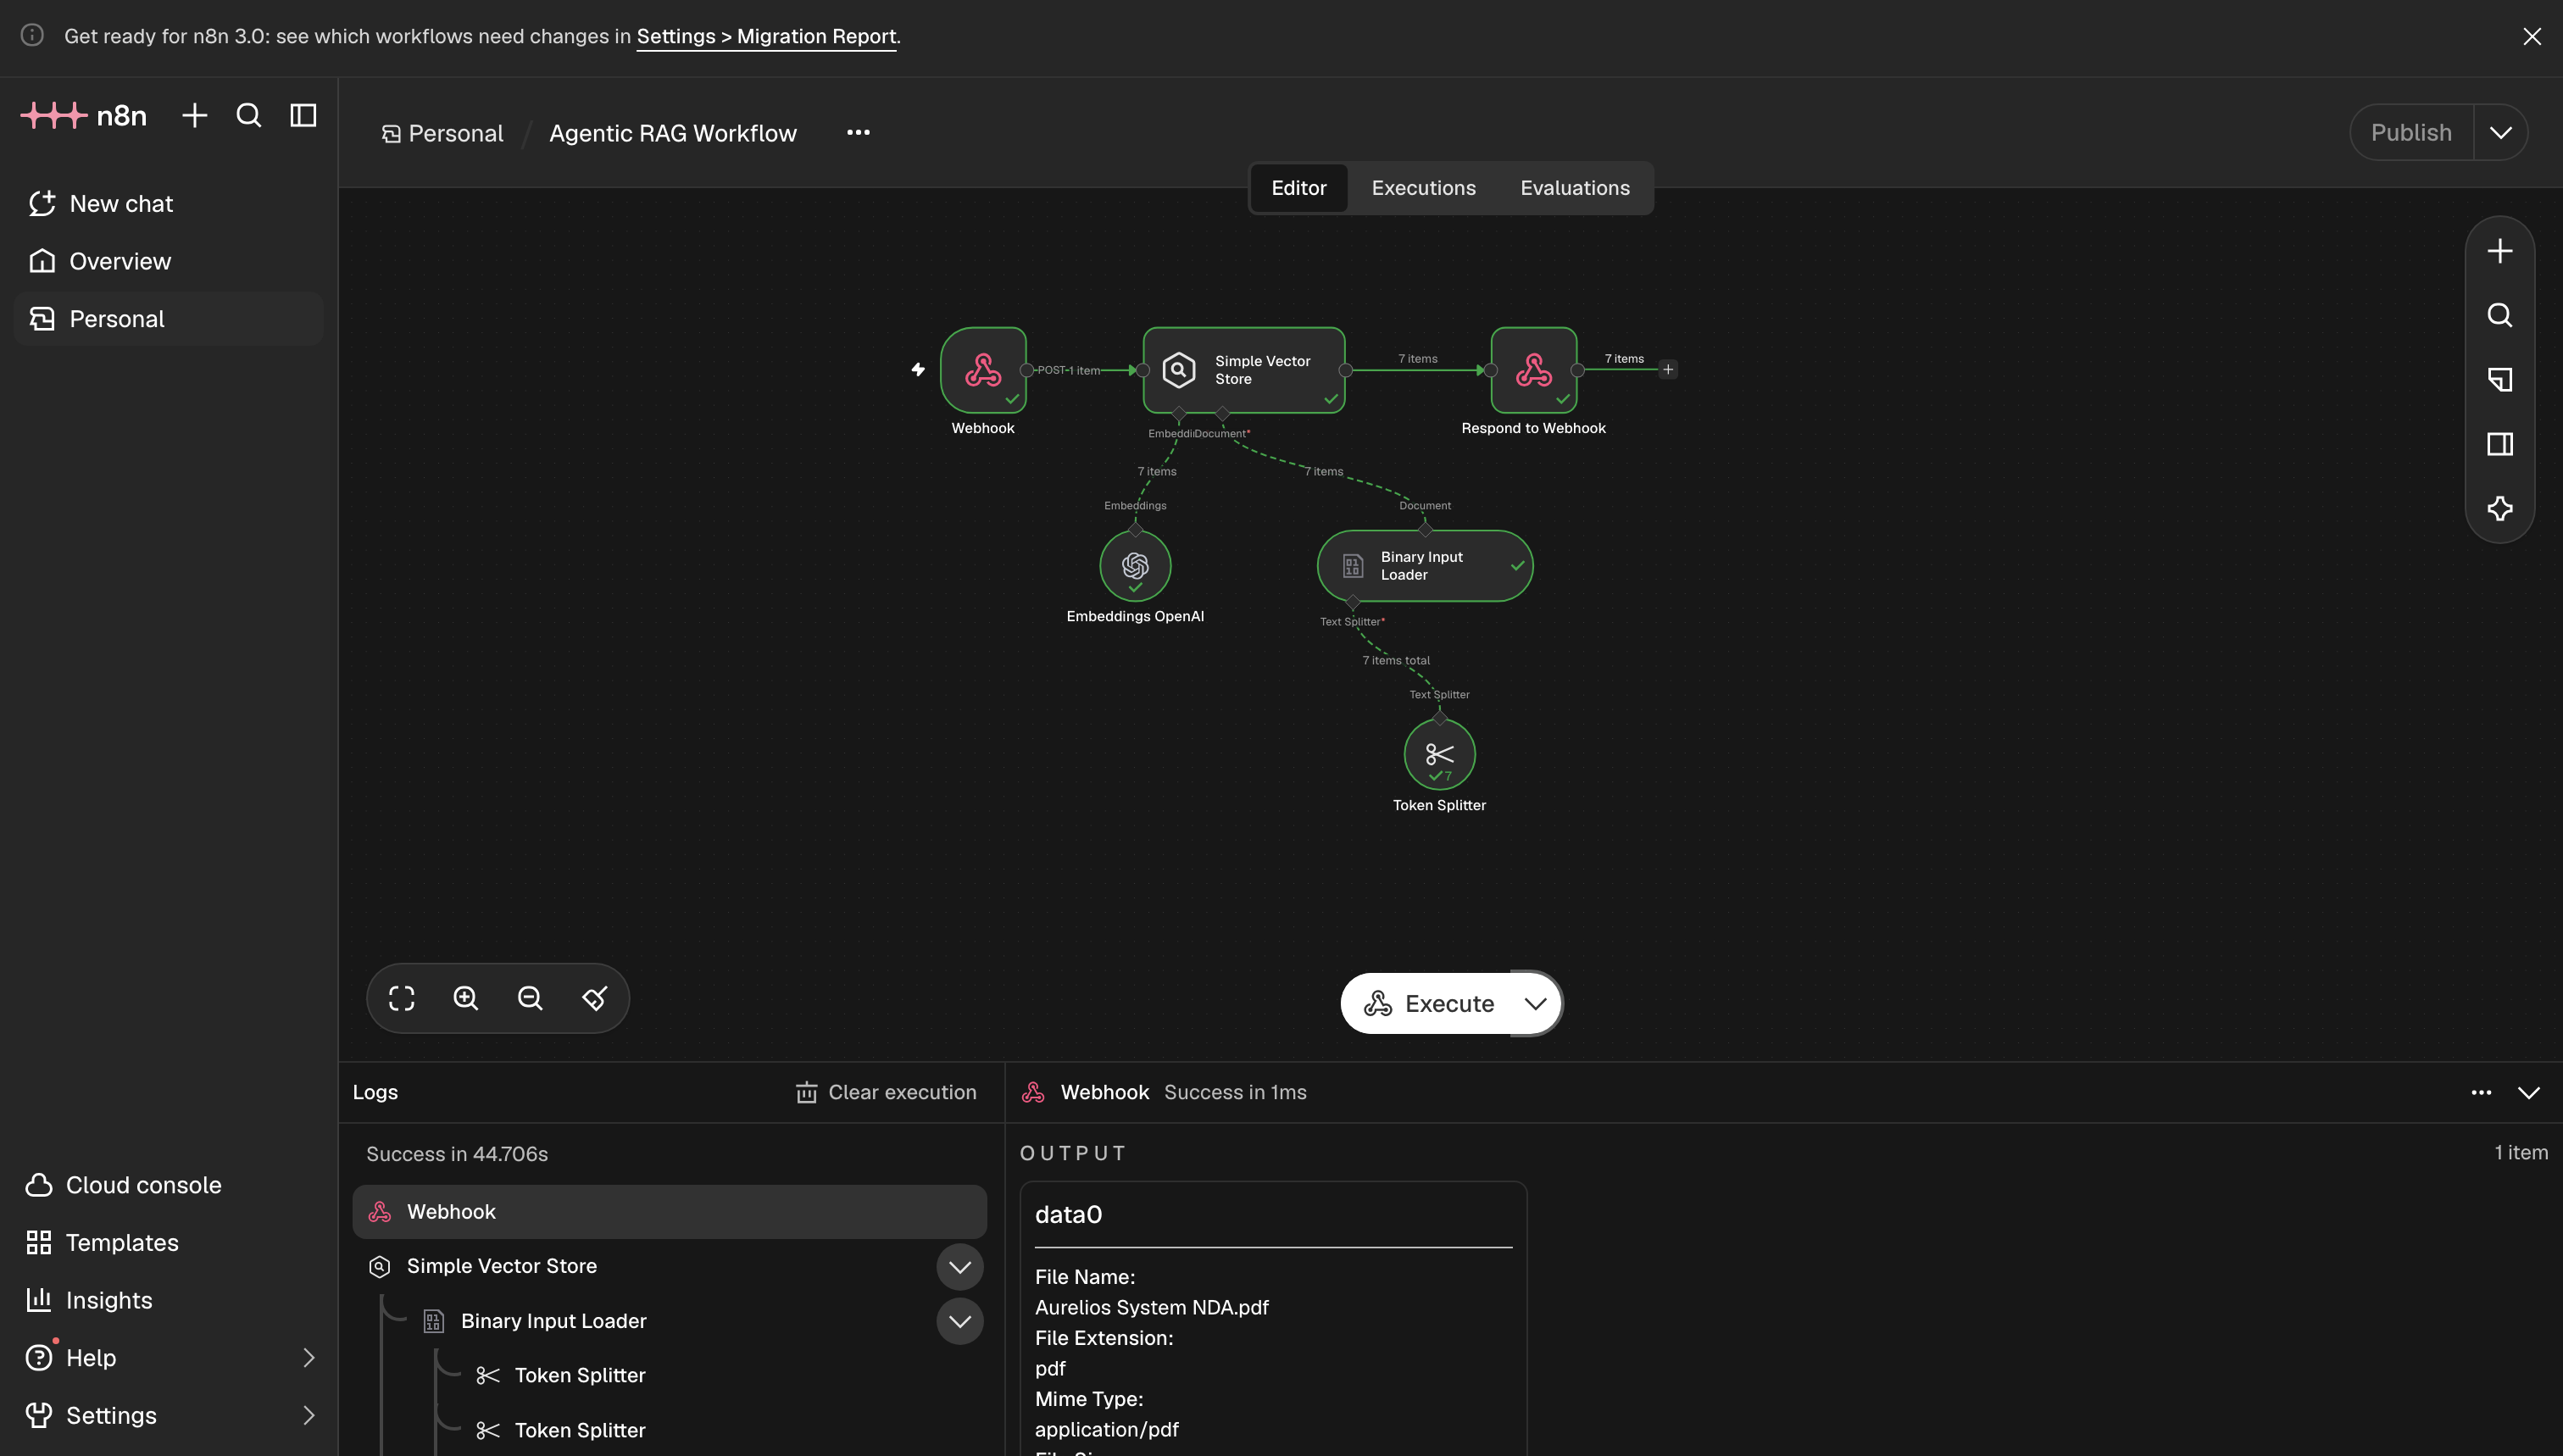 Get ready for n8n 3.0: see which workflows need changes in Settings > Migration Report.
n8n
Personal / Agentic RAG Workflow
Publish
Editor
Executions
Evaluations
New chat
Overview
Personal
POST
1 item
Simple Vector
Store
7 items
7 items
Webhook
Respond to Webhook
Document*
7 items
7 items
Embeddings
Document
Binary Input
Loader
Embeddings OpenAI
Text Splitter*
7 items total
Text Splitter
7
Token Splitter
Execute
Logs
Clear execution
Webhook Success in 1ms
Success in 44.706s
OUTPUT
1 item
Webhook
data0
Simple Vector Store
File Name:
Aurelios System NDA.pdf
Binary Input Loader
File Extension:
pdf
Token Splitter
Mime Type:
application/pdf
Token Splitter
Cloud console
Templates
Insights
Help
Settings